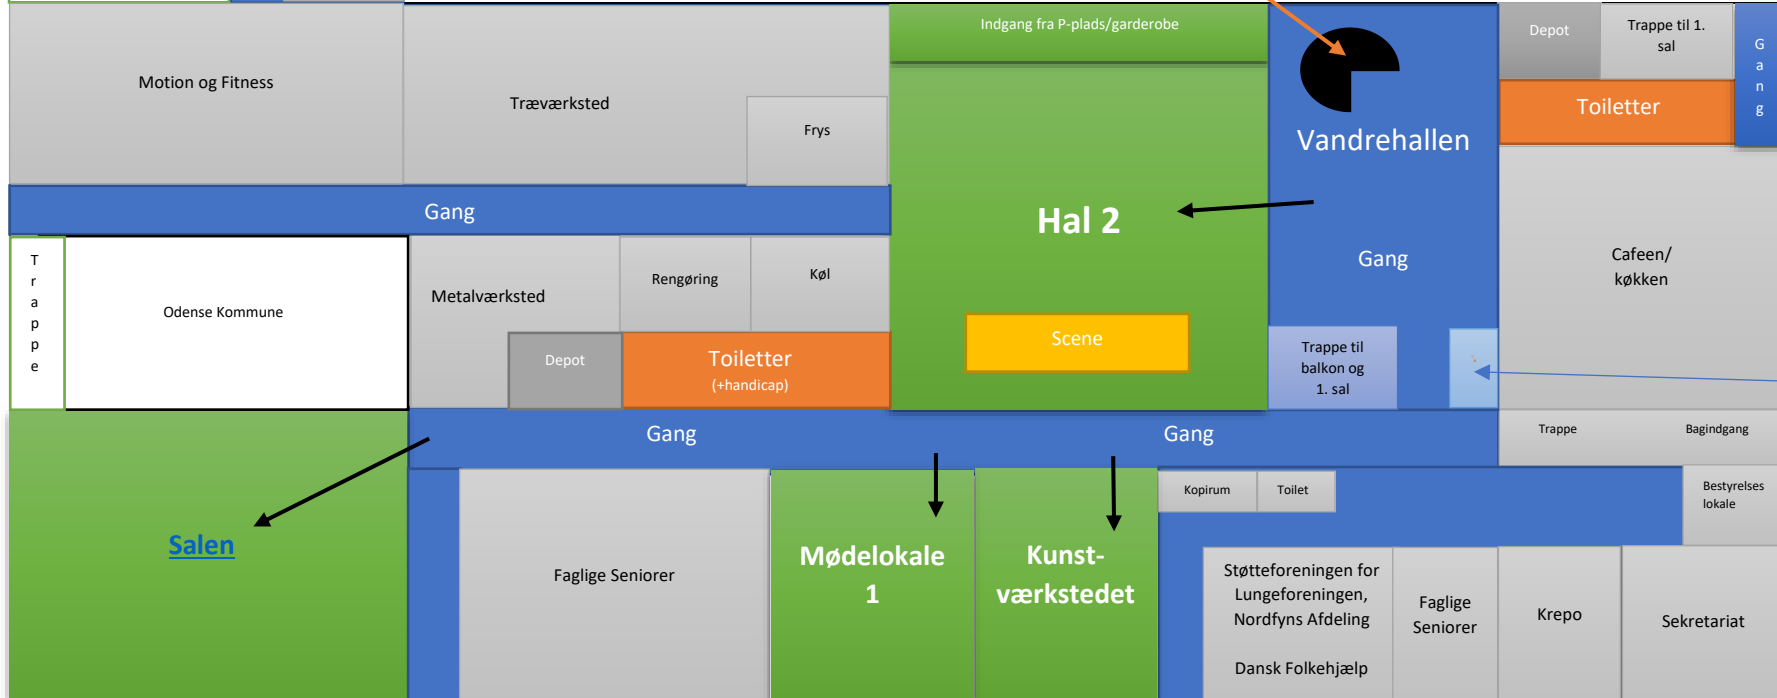 Indgang fra P-plads/garderobe
Depot
Trappe til 1.
sal
Gang
Motion og Fitness
Træværksted
Frys
Toiletter
Vandrehallen
Gang
Hal 2
Gang
Cafeen/
køkken
Trappe
Odense Kommune
Metalværksted
Rengøring
Køl
Depot
Toiletter
(+handicap)
Scene
Trappe til
balkon og
1. sal
Gang
Gang
Trappe
Bagindgang
Kopirum
Toilet
Bestyrelses
lokale
Salen
Faglige Seniorer
Mødelokale
1
Kunst-
værkstedet
Støtteforeningen for
Lungeforeningen,
Nordfyns Afdeling
Dansk Folkehjælp
Faglige
Seniorer
Krepo
Sekretariat